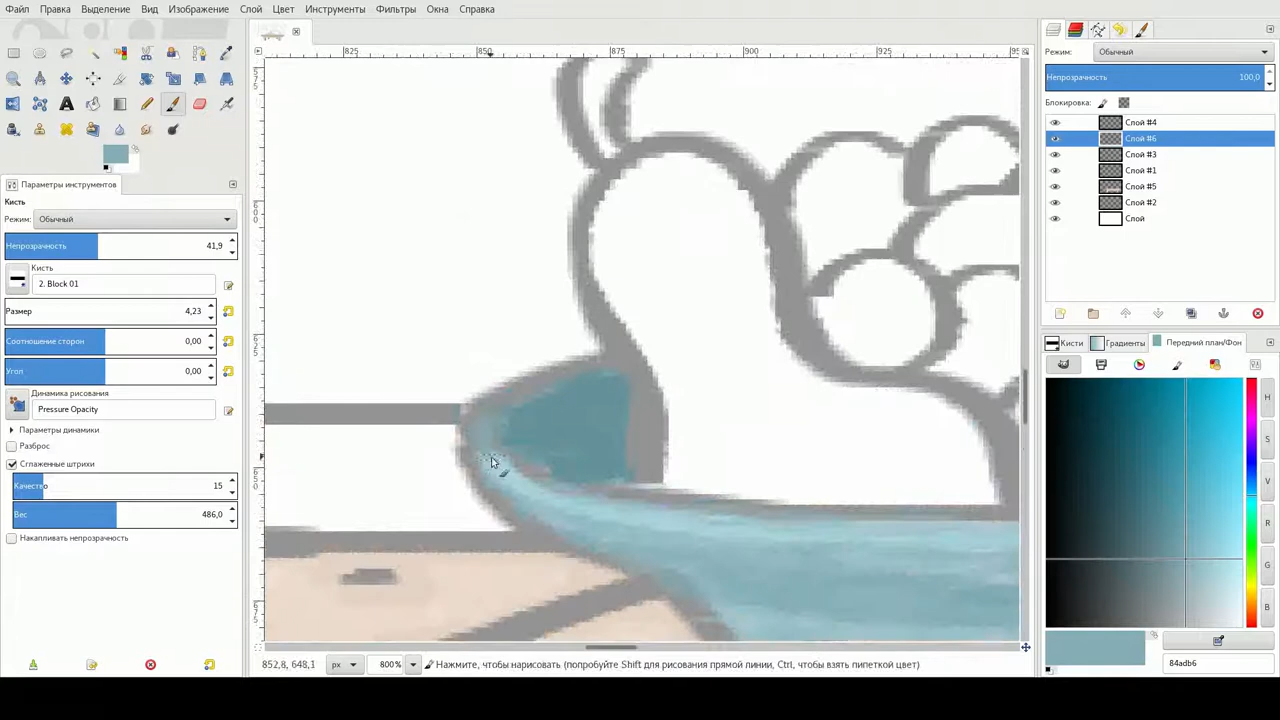 Файл Правка Выделение Вид Изображение Слой Цвет Инструменты Фильтры Окна Справка
825 850 875 900 925 95
Параметры инструментов
Кисть
Режим: Обычный
Непрозрачность 41,9
Кисть
2. Block 01
Размер 4,23
Соотношение сторон 0,00
Угол 0,00
Динамика рисования
Pressure Opacity
Параметры динамики
Разброс
Сглаженные штрихи
Качество 15
Вес 486,0
Накапливать непрозрачность
852,8, 648,1 px 800% Нажмите, чтобы нарисовать (попробуйте Shift для рисования прямой линии, Ctrl, чтобы взять пипеткой цвет)
Режим: Обычный
Непрозрачность 100,0
Блокировка:
Слой #4
Слой #6
Слой #3
Слой #1
Слой #5
Слой #2
Слой
Кисти Градиенты Передний план/Фон
H
S
V
R
G
B
84adb6